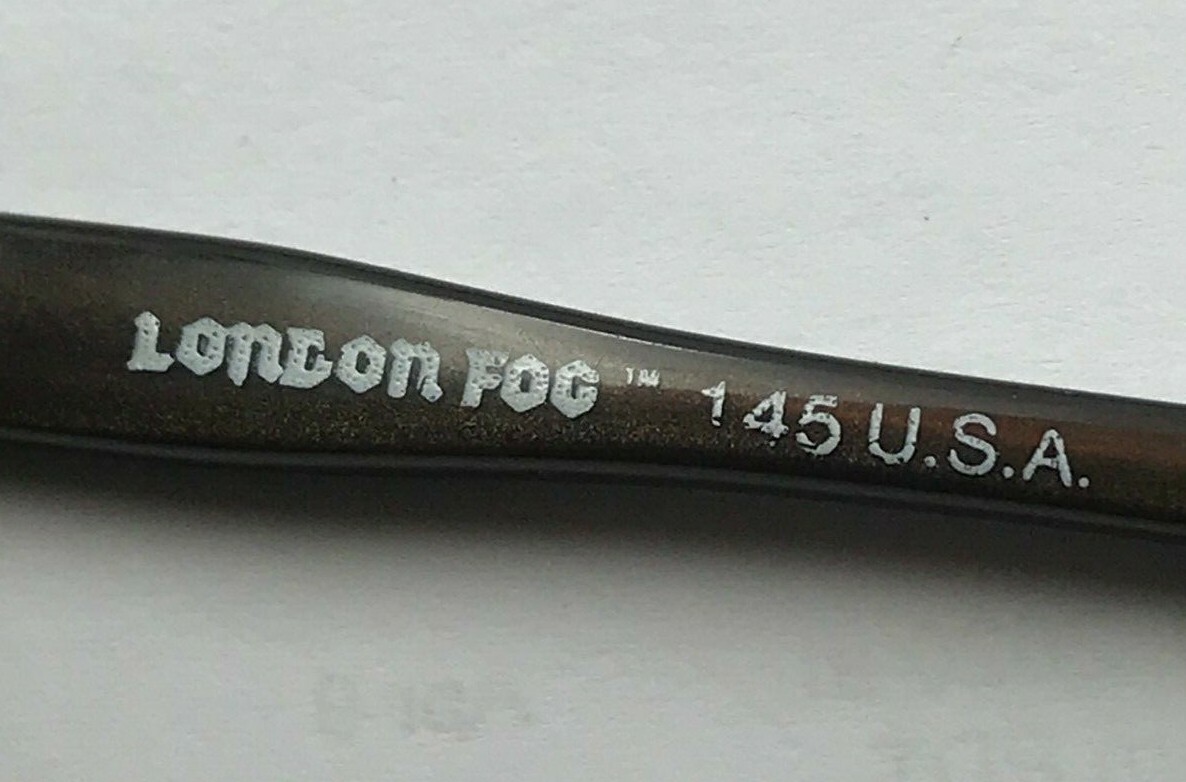 LONDON FOG ™ 145 U.S.A.